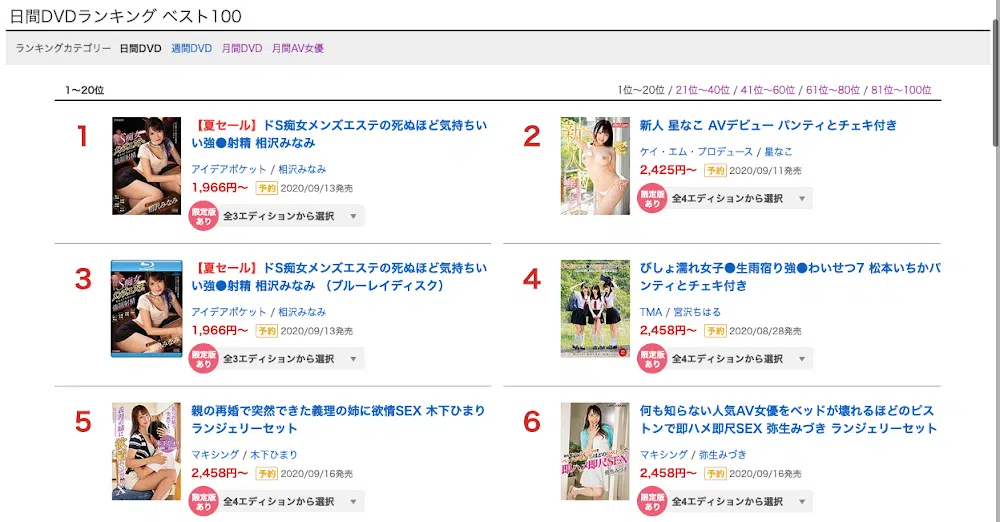 日間DVDランキング ベスト100
ランキングカテゴリー 日間DVD 週間DVD 月間DVD 月間AV女優
1〜20位
1位〜20位 / 21位〜40位 / 41位〜60位 / 61位〜80位 / 81位〜100位
1
【夏セール】ドS痴女メンズエステの死ぬほど気持ちい
い強●射精 相沢みなみ
アイデアポケット / 相沢みなみ
1,966円〜 予約 2020/09/13発売
限定版
あり
全3エディションから選択
2
新人 星なこ AVデビュー パンティとチェキ付き
ケイ・エム・プロデュース / 星なこ
2,425円〜 予約 2020/09/11発売
限定版
あり
全4エディションから選択
3
【夏セール】ドS痴女メンズエステの死ぬほど気持ちい
い強●射精 相沢みなみ （ブルーレイディスク）
アイデアポケット / 相沢みなみ
1,966円〜 予約 2020/09/13発売
限定版
あり
全3エディションから選択
4
びしょ濡れ女子●生雨宿り強●わいせつ7 松本いちかパ
ンティとチェキ付き
TMA / 宮沢ちはる
2,458円〜 予約 2020/08/28発売
限定版
あり
全4エディションから選択
5
親の再婚で突然できた義理の姉に欲情SEX 木下ひまり
ランジェリーセット
マキシング / 木下ひまり
2,458円〜 予約 2020/09/16発売
限定版
あり
全4エディションから選択
6
何も知らない人気AV女優をベッドが壊れるほどのピス
トンで即ハメ即尺SEX 弥生みづき ランジェリーセット
マキシング / 弥生みづき
2,458円〜 予約 2020/09/16発売
限定版
あり
全4エディションから選択